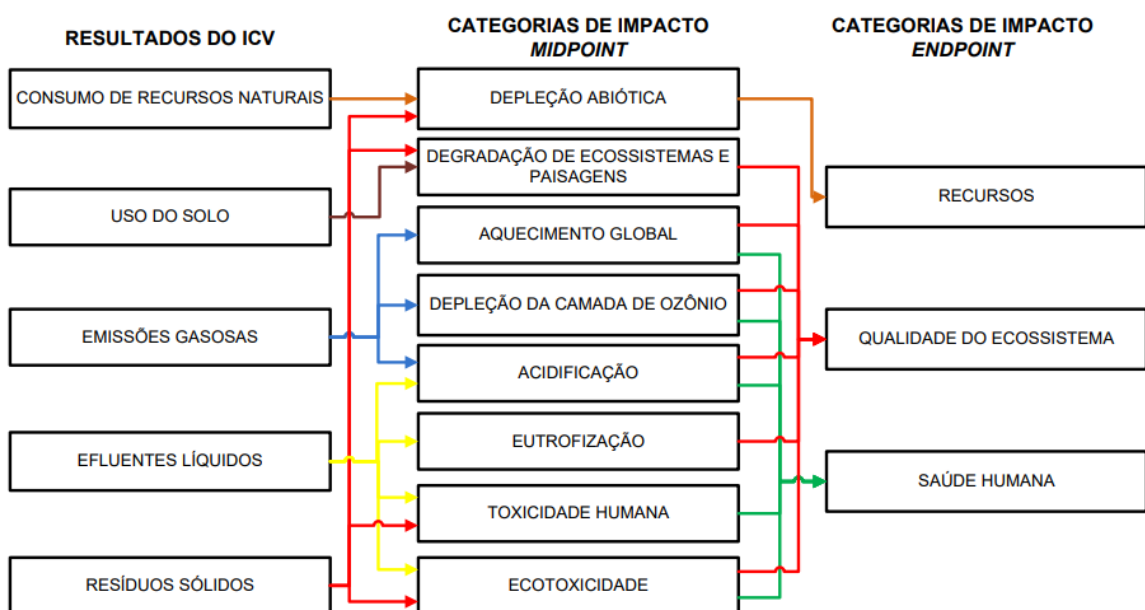 RESULTADOS DO ICV
CATEGORIAS DE IMPACTO
MIDPOINT
CATEGORIAS DE IMPACTO
ENDPOINT
CONSUMO DE RECURSOS NATURAIS
USO DO SOLO
EMISSÕES GASOSAS
EFLUENTES LÍQUIDOS
RESÍDUOS SÓLIDOS
DEPLEÇÃO ABIÓTICA
DEGRADAÇÃO DE ECOSSISTEMAS E
PAISAGENS
AQUECIMENTO GLOBAL
DEPLEÇÃO DA CAMADA DE OZÔNIO
ACIDIFICAÇÃO
EUTROFIZAÇÃO
TOXICIDADE HUMANA
ECOTOXICIDADE
RECURSOS
QUALIDADE DO ECOSSISTEMA
SAÚDE HUMANA